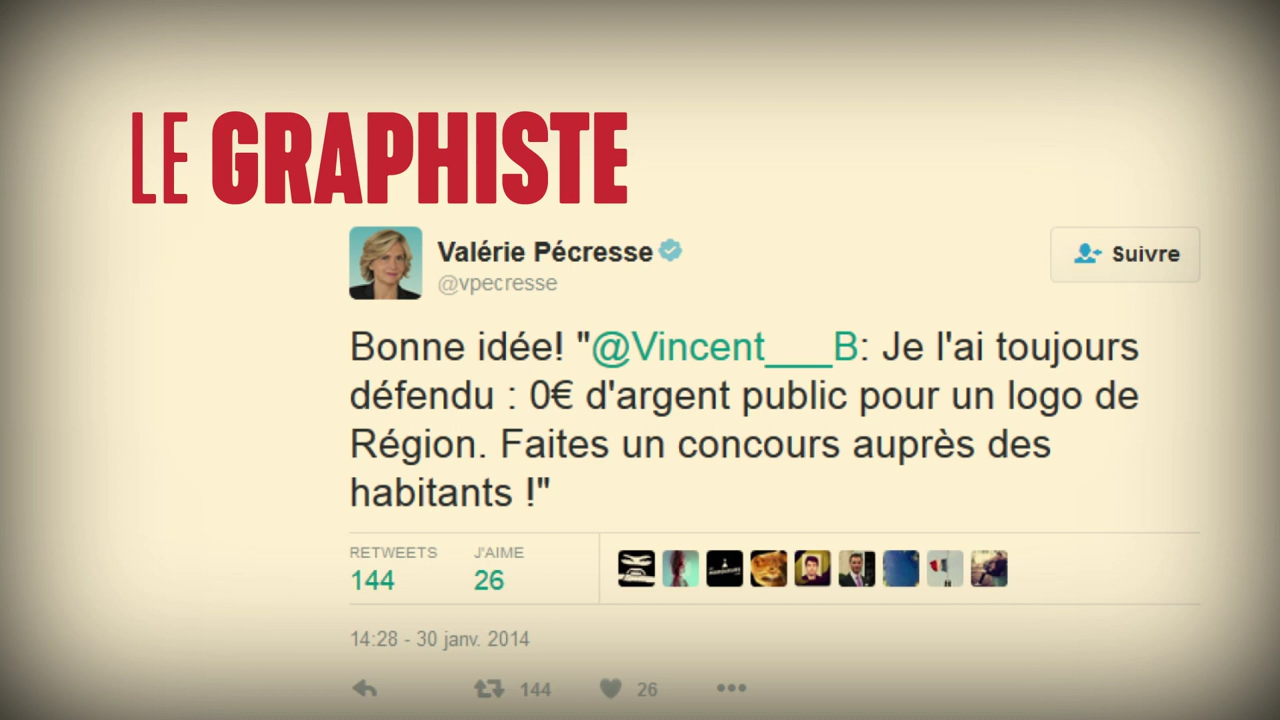 LE GRAPHISTE
Valérie Pécresse
@vpecresse
Suivre
Bonne idée! "@Vincent___B: Je l'ai toujours
défendu : 0€ d'argent public pour un logo de
Région. Faites un concours auprès des
habitants !"
RETWEETS J'AIME
144 26
14:28 - 30 janv. 2014
144 26